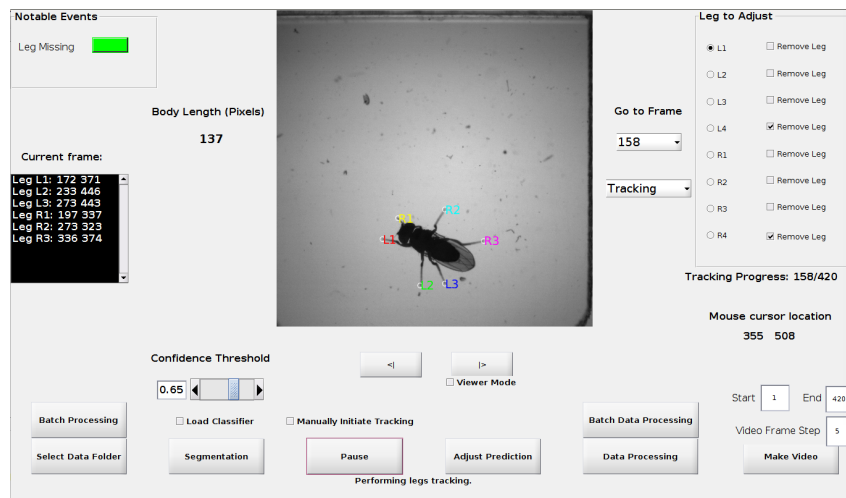 Notable Events
Leg Missing
Body Length (Pixels)
137
Current frame:
Leg L1: 172 371
Leg L2: 233 446
Leg L3: 273 443
Leg R1: 197 337
Leg R2: 273 323
Leg R3: 336 374
R1
R2
L1
R3
L2
L3
Go to Frame
158
Tracking
Leg to Adjust
L1 Remove Leg
L2 Remove Leg
L3 Remove Leg
L4 Remove Leg
R1 Remove Leg
R2 Remove Leg
R3 Remove Leg
R4 Remove Leg
Tracking Progress: 158/420
Mouse cursor location
355 508
Confidence Threshold
0.65
<|
|>
Viewer Mode
Start 1 End 420
Batch Processing
Load Classifier
Manually Initiate Tracking
Batch Data Processing
Video Frame Step 5
Select Data Folder
Segmentation
Pause
Adjust Prediction
Data Processing
Make Video
Performing legs tracking.